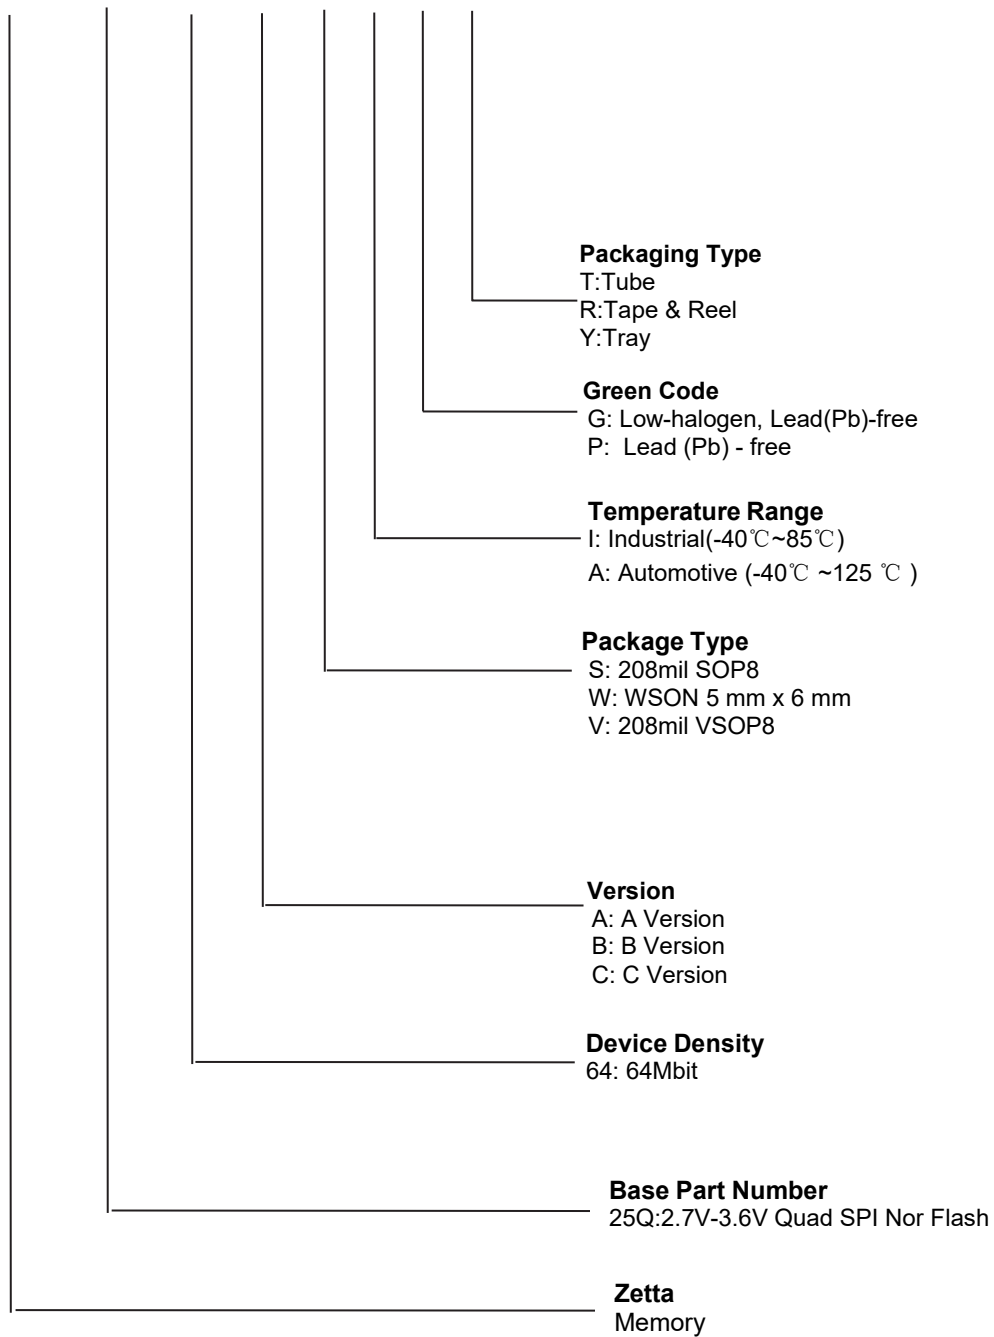 Packaging Type
T:Tube
R:Tape & Reel
Y:Tray
Green Code
G: Low-halogen, Lead(Pb)-free
P: Lead (Pb) - free
Temperature Range
I: Industrial(-40℃~85℃)
A: Automotive (-40℃ ~125 ℃ )
Package Type
S: 208mil SOP8
W: WSON 5 mm x 6 mm
V: 208mil VSOP8
Version
A: A Version
B: B Version
C: C Version
Device Density
64: 64Mbit
Base Part Number
25Q:2.7V-3.6V Quad SPI Nor Flash
Zetta
Memory